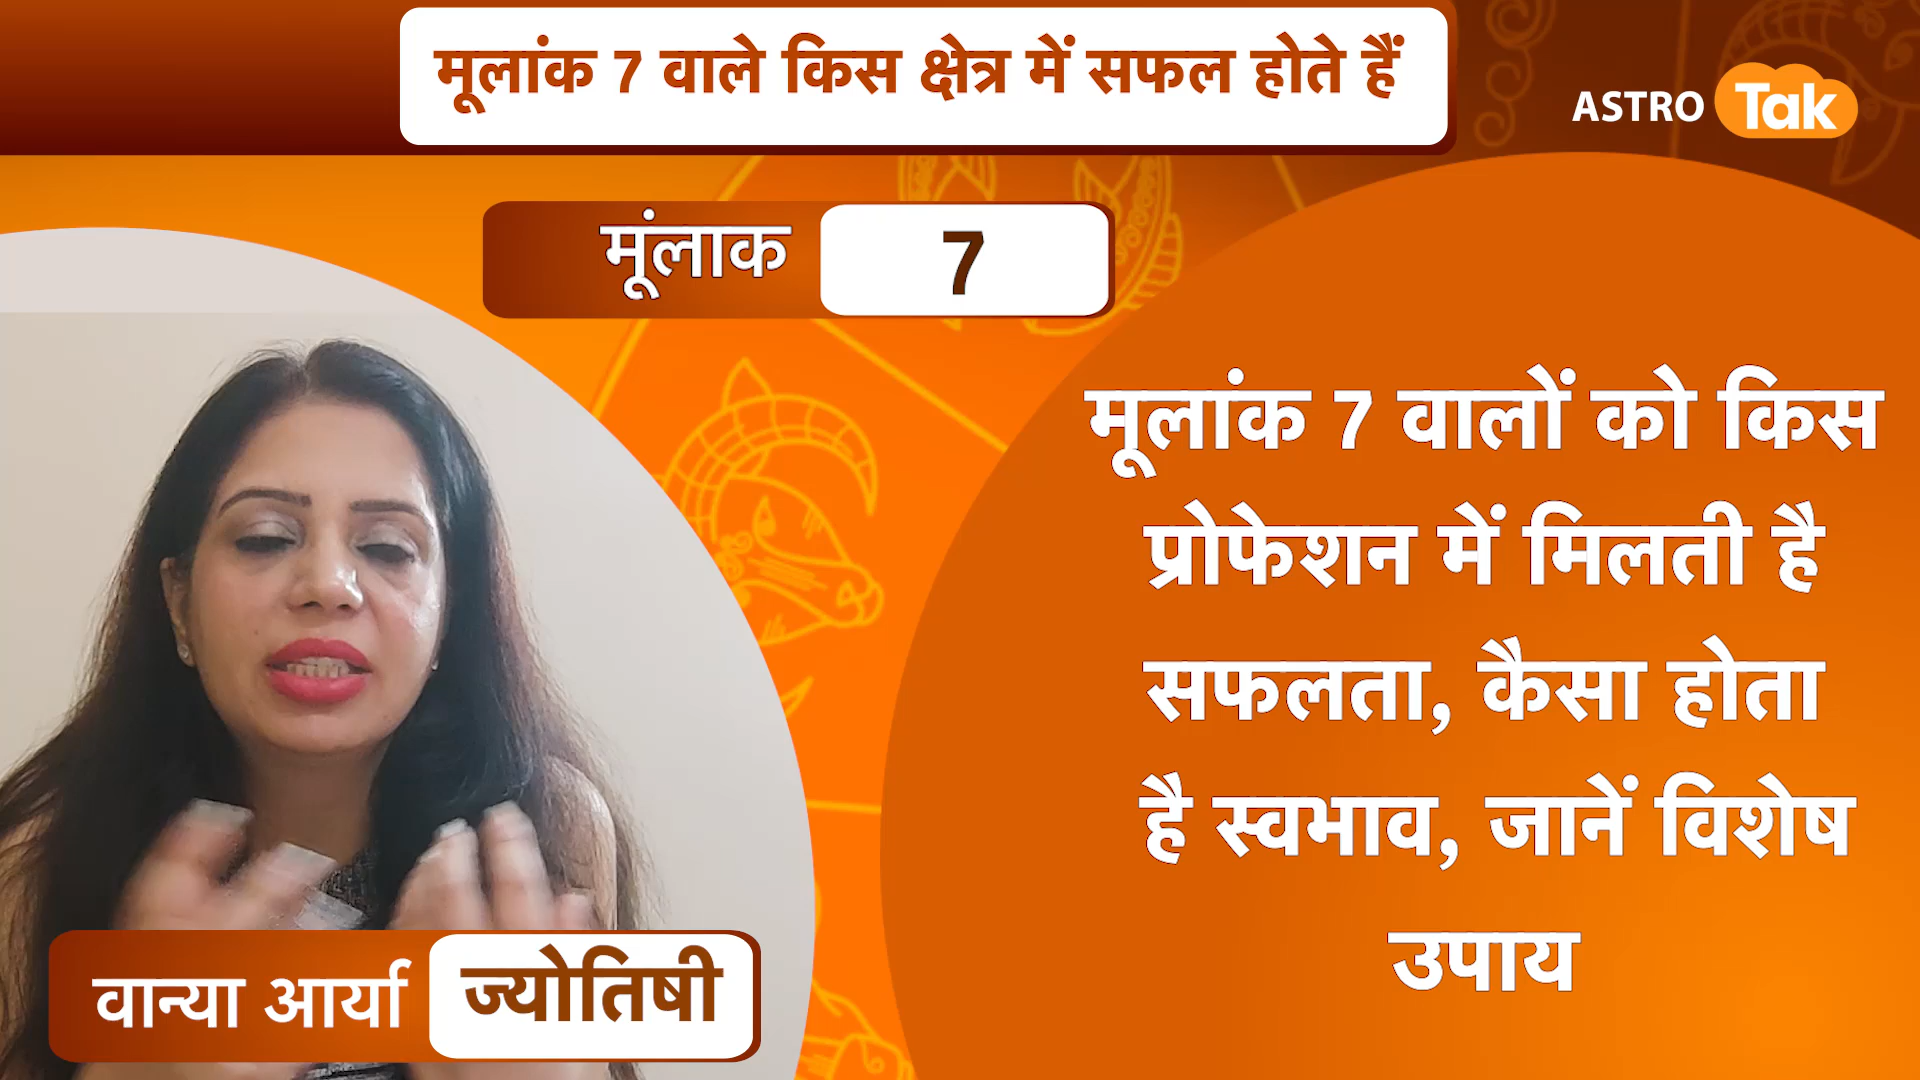 मूलांक 7 वाले किस क्षेत्र में सफल होते हैं
ASTRO Tak
मूंलाक 7
मूलांक 7 वालों को किस
प्रोफेशन में मिलती है
सफलता, कैसा होता
है स्वभाव, जानें विशेष
उपाय
वान्या आर्या ज्योतिषी